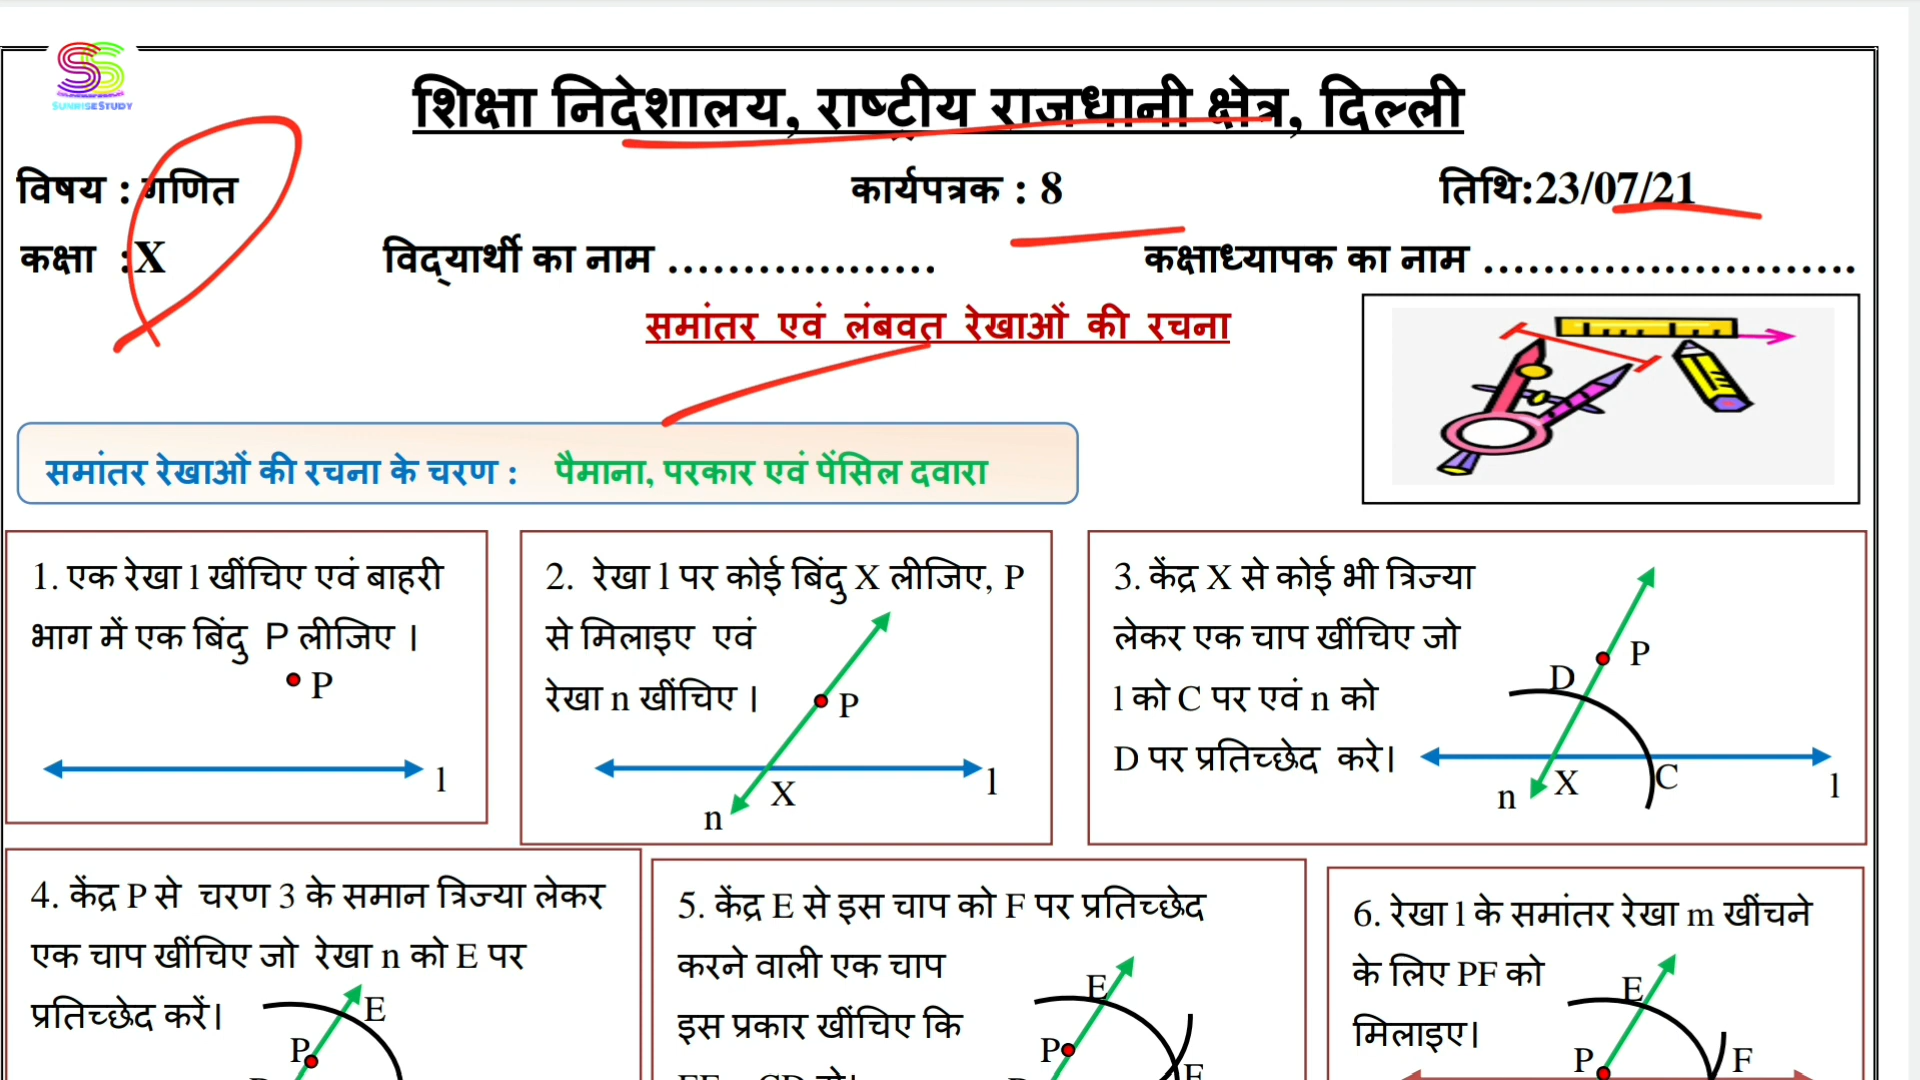 SS
SUNRISE STUDY
शिक्षा निदेशालय, राष्ट्रीय राजधानी क्षेत्र, दिल्ली
विषय : गणित कार्यपत्रक : 8 तिथि:23/07/21
कक्षा :X विद्यार्थी का नाम ……………… कक्षाध्यापक का नाम …………………….
समांतर एवं लंबवत रेखाओं की रचना
समांतर रेखाओं की रचना के चरण : पैमाना, परकार एवं पेंसिल दवारा
1. एक रेखा l खींचिए एवं बाहरी
भाग में एक बिंदु P लीजिए ।
P
l
2. रेखा l पर कोई बिंदु X लीजिए, P
से मिलाइए एवं
रेखा n खींचिए ।
P
X
l
n
3. केंद्र X से कोई भी त्रिज्या
लेकर एक चाप खींचिए जो
l को C पर एवं n को
D पर प्रतिच्छेद करे।
P
D
X
C
l
n
4. केंद्र P से चरण 3 के समान त्रिज्या लेकर
एक चाप खींचिए जो रेखा n को E पर
प्रतिच्छेद करें।
E
P
5. केंद्र E से इस चाप को F पर प्रतिच्छेद
करने वाली एक चाप
इस प्रकार खींचिए कि
E
P
F
6. रेखा l के समांतर रेखा m खींचने
के लिए PF को
मिलाइए।
E
P
F